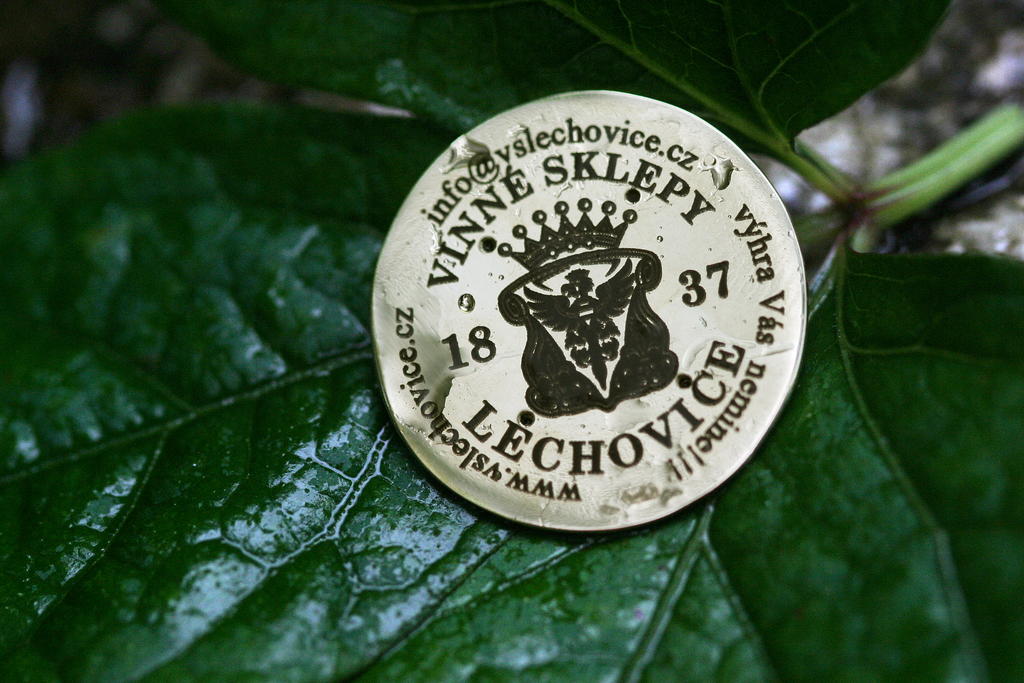 info@vslechovice.cz
VINNÉ SKLEPY
18 37
LECHOVICE
www.vslechovice.cz
výhra Vás nemine!!!